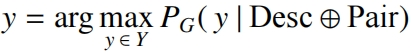 y = arg max P_G( y | Desc ⊕ Pair)
y ∈ Y